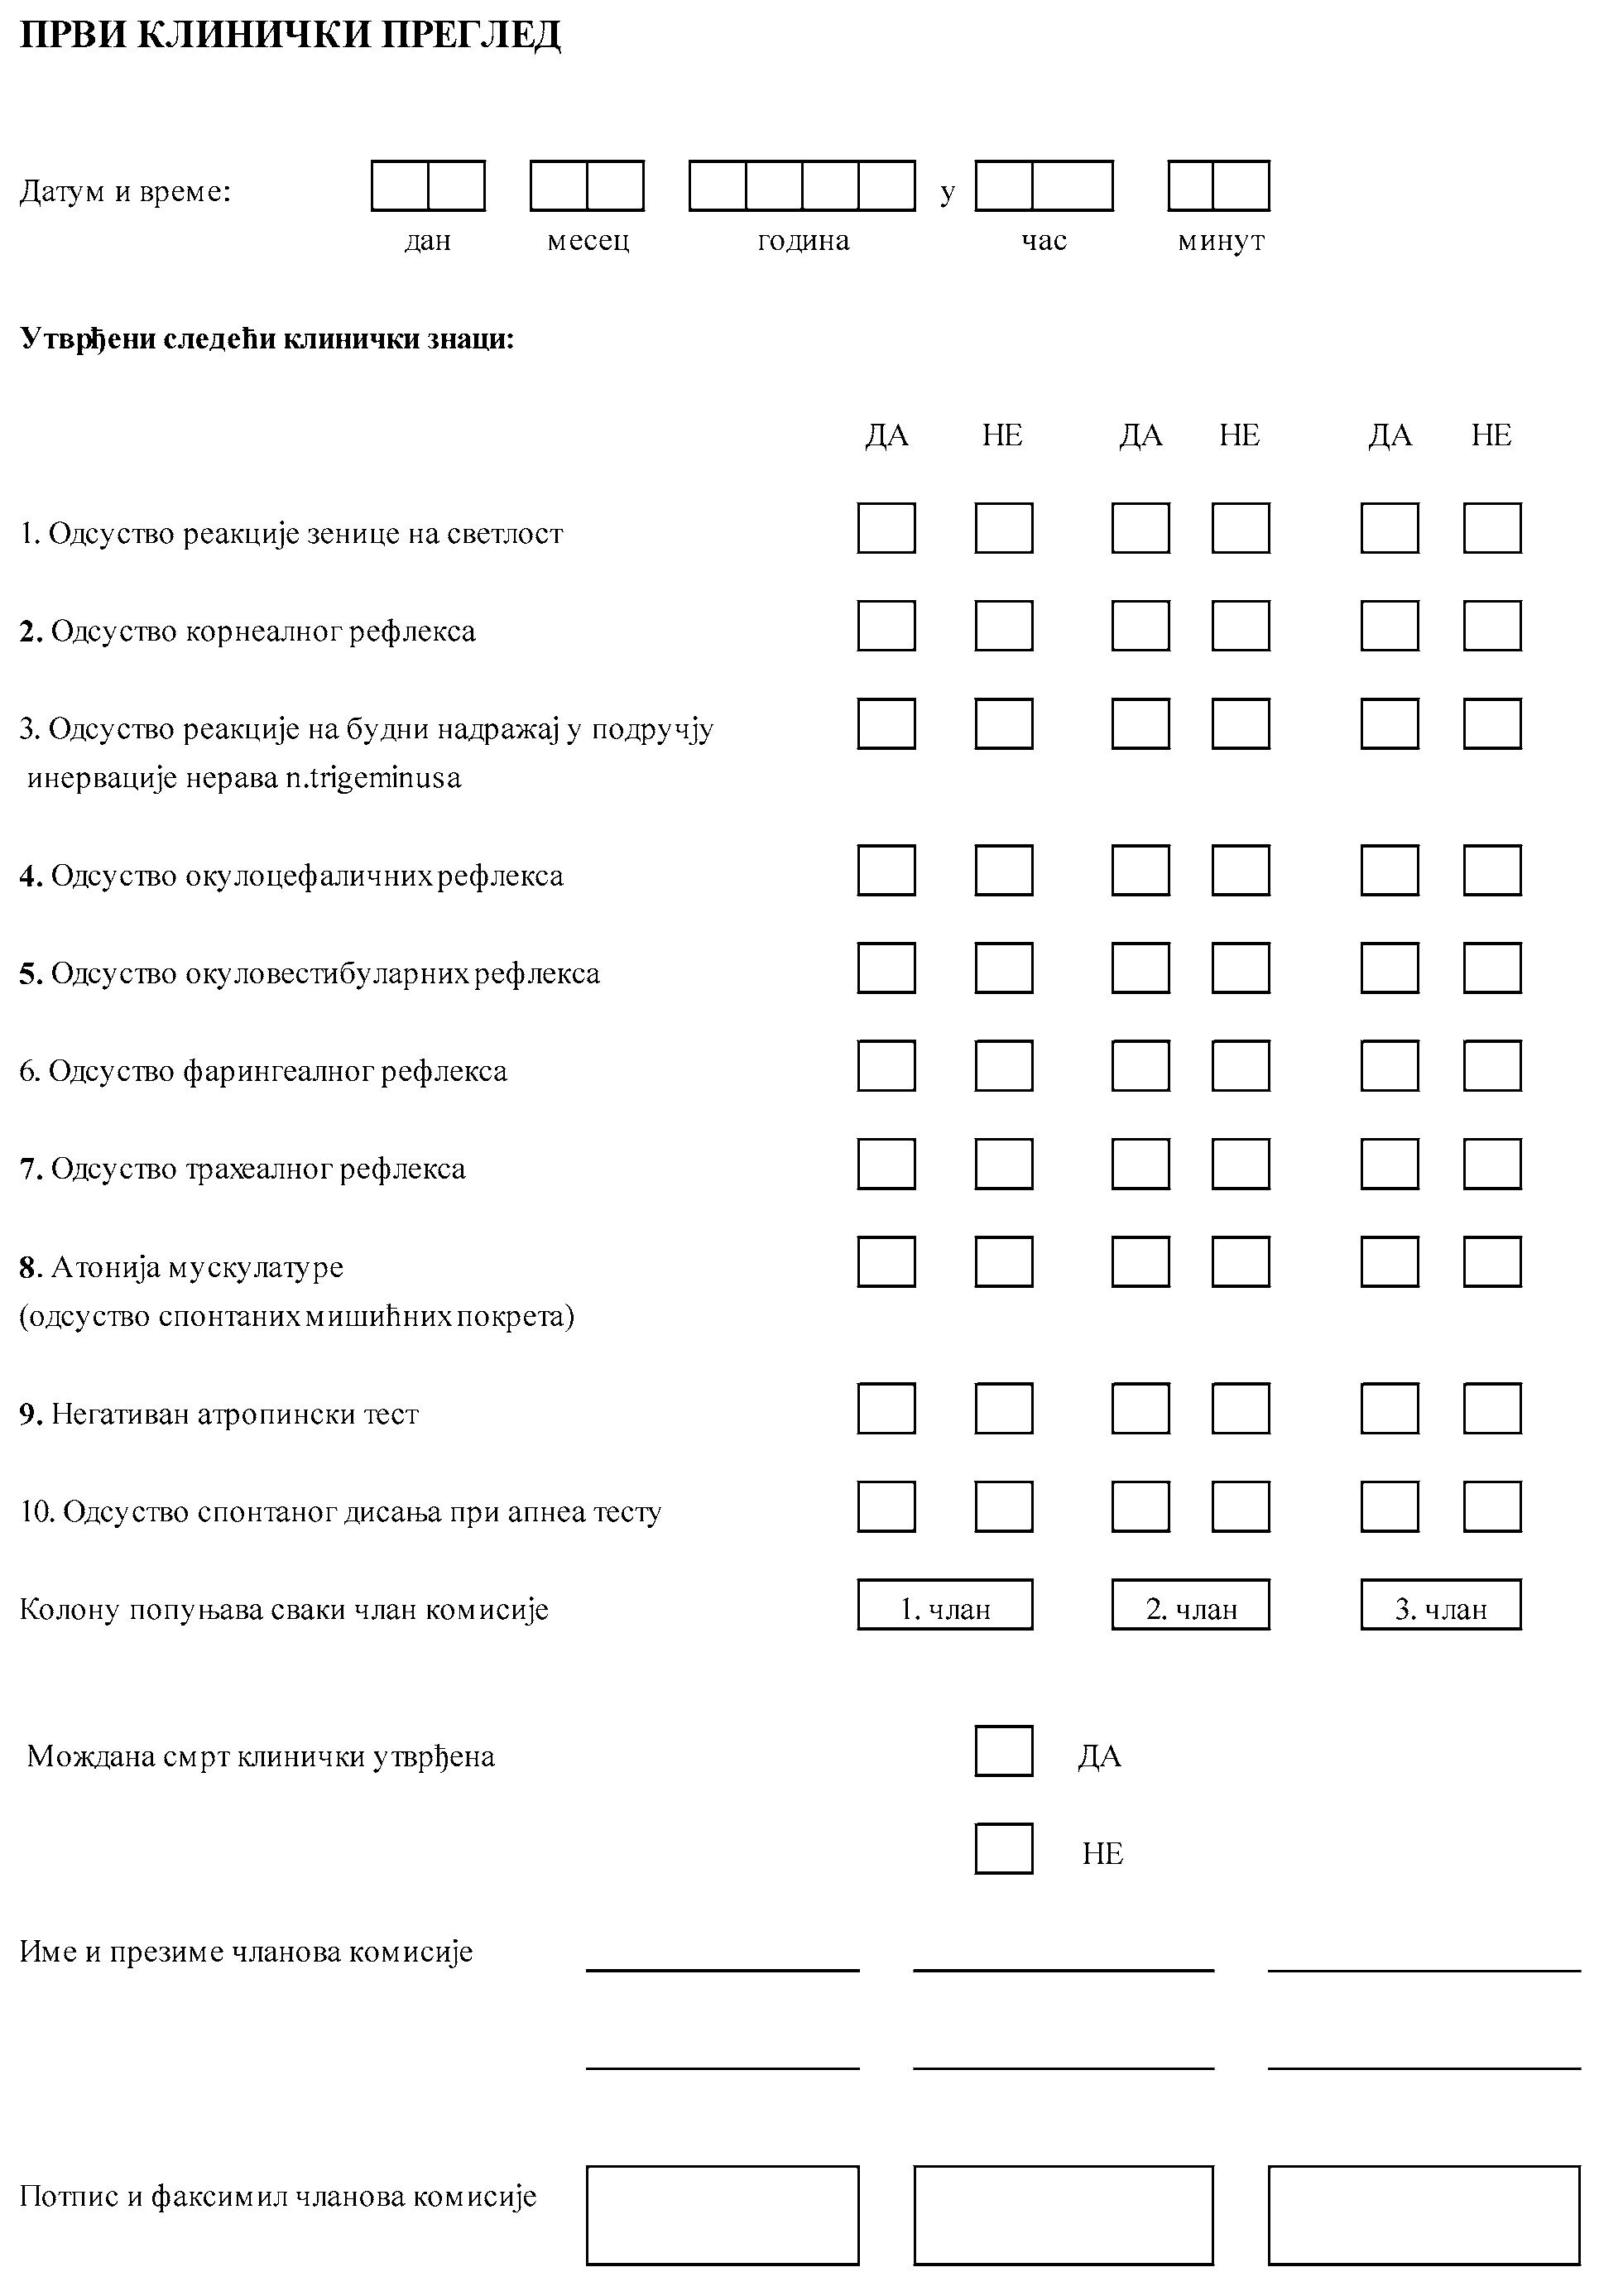 ПРВИ КЛИНИЧКИ ПРЕГЛЕД
Датум и време: у
дан месец година час минут
Утврђени следећи клинички знаци:
ДА НЕ ДА НЕ ДА НЕ
1. Одсуство реакције зенице на светлост
2. Одсуство корнеалног рефлекса
3. Одсуство реакције на будни надражај у подручју
инервације нерава n.trigeminusa
4. Одсуство окулоцефаличних рефлекса
5. Одсуство окуловестибуларних рефлекса
6. Одсуство фарингеалног рефлекса
7. Одсуство трахеалног рефлекса
8. Атонија мускулатуре
(одсуство спонтаних мишићних покрета)
9. Негативан атропински тест
10. Одсуство спонтаног дисања при апнеа тесту
Колону попуњава сваки члан комисије 1. члан 2. члан 3. члан
Мождана смрт клинички утврђена ДА
НЕ
Име и презиме чланова комисије
Потпис и факсимил чланова комисије